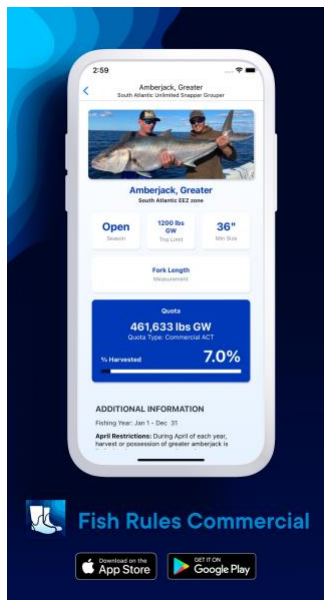 2:59
Amberjack, Greater
South Atlantic Unlimited Snapper Grouper
Amberjack, Greater
South Atlantic EEZ zone
Open
Season
1200 lbs
GW
Trip Limit
36"
Min Size
Fork Length
Measurement
Quota
461,633 lbs GW
Quota Type: Commercial ACT
% Harvested
7.0%
ADDITIONAL INFORMATION
Fishing Year: Jan 1 - Dec 31
April Restrictions: During April of each year,
harvest or possession of greater amberjack is
Fish Rules Commercial
Download on the
App Store
GET IT ON
Google Play